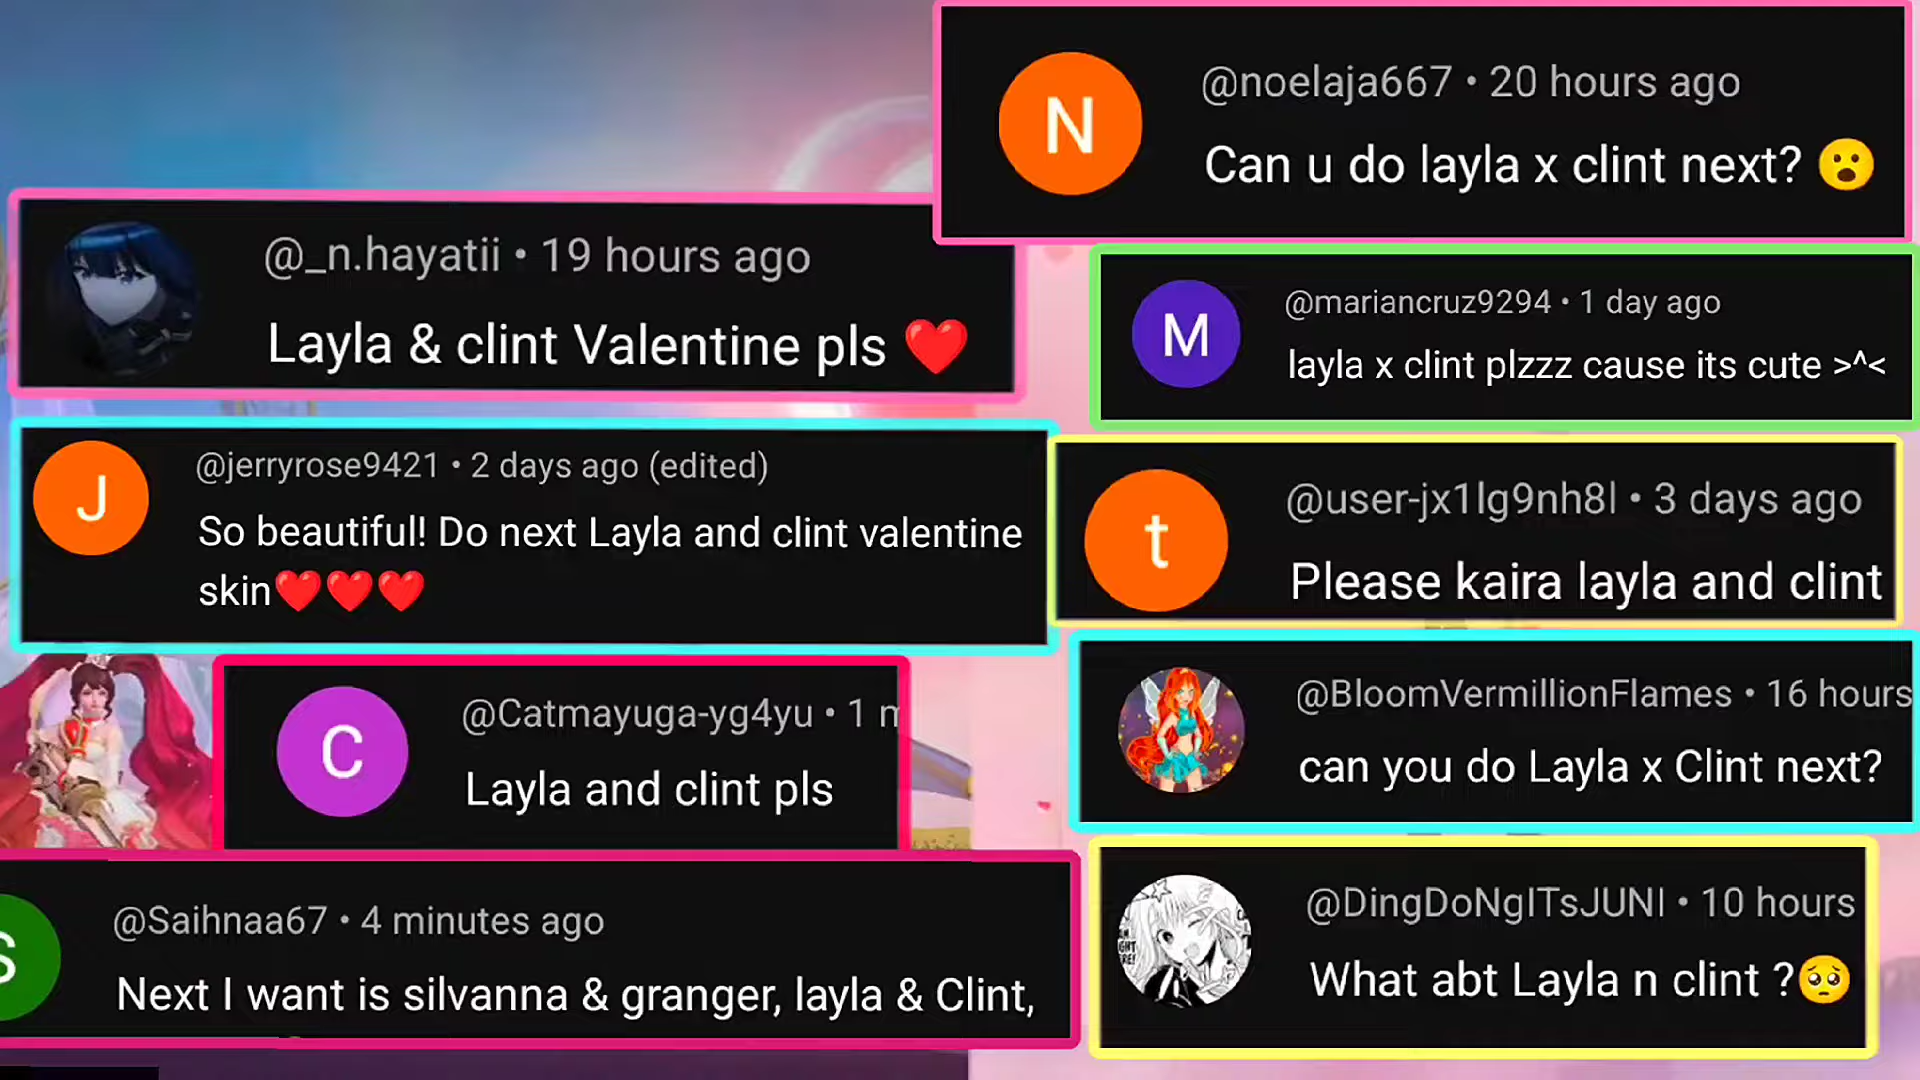 N
@noelaja667 • 20 hours ago
Can u do layla x clint next? 😮
@_n.hayatii • 19 hours ago
Layla & clint Valentine pls ❤️
M
@mariancruz9294 • 1 day ago
layla x clint plzzz cause its cute >^<
J
@jerryrose9421 • 2 days ago (edited)
So beautiful! Do next Layla and clint valentine
skin❤️❤️❤️
t
@user-jx1lg9nh8l • 3 days ago
Please kaira layla and clint
C
@Catmayuga-yg4yu • 1 m
Layla and clint pls
@BloomVermillionFlames • 16 hours
can you do Layla x Clint next?
S
@Saihnaa67 • 4 minutes ago
Next I want is silvanna & granger, layla & Clint,
@DingDoNgITsJUNI • 10 hours
What abt Layla n clint ?🥺